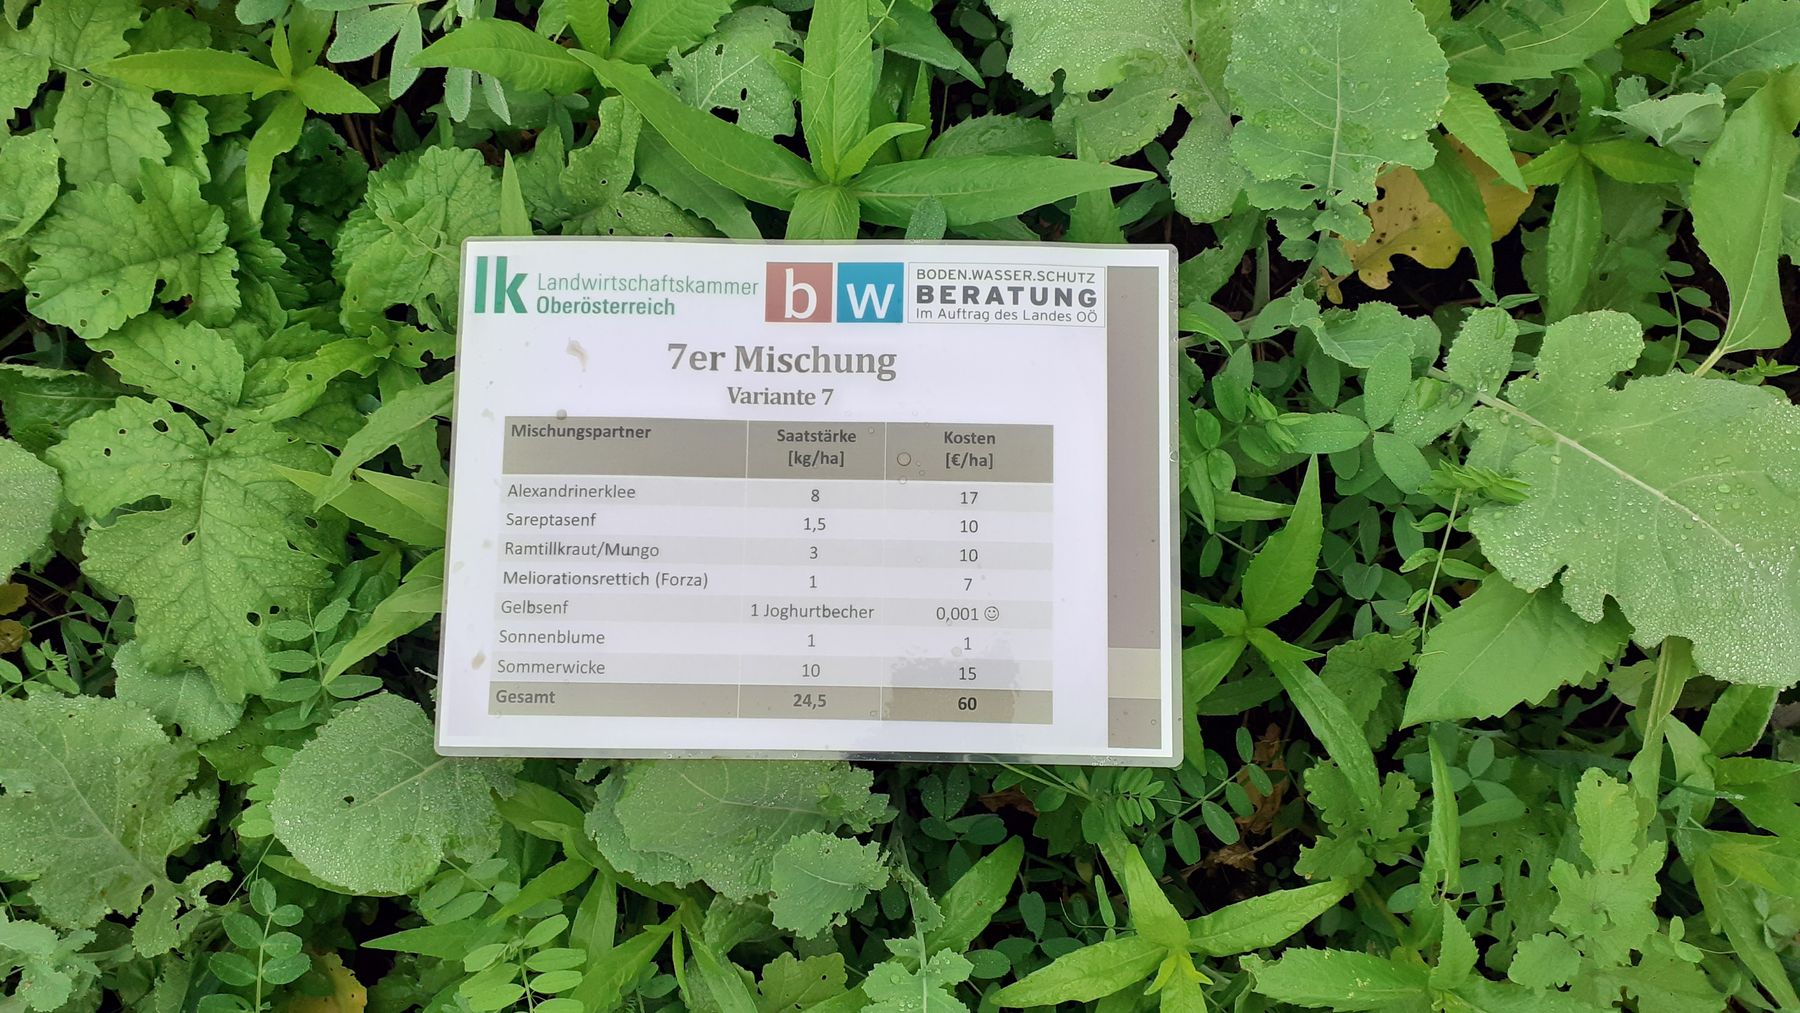 lk Landwirtschaftskammer
Oberösterreich
b w
BODEN.WASSER.SCHUTZ
BERATUNG
Im Auftrag des Landes OÖ
7er Mischung
Variante 7
Mischungspartner Saatstärke [kg/ha] Kosten [€/ha]
Alexandrinerklee 8 17
Sareptasenf 1,5 10
Ramtillkraut/Mungo 3 10
Meliorationsrettich (Forza) 1 7
Gelbsenf 1 Joghurtbecher 0,001 ☺
Sonnenblume 1 1
Sommerwicke 10 15
Gesamt 24,5 60